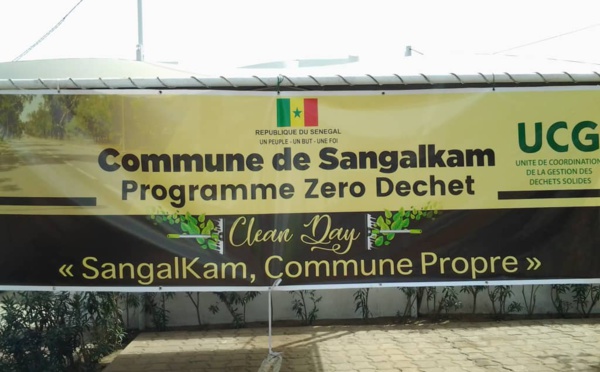 REPUBLIQUE DU SENEGAL
UN PEUPLE - UN BUT - UNE FOI
Commune de Sangalkam
Programme Zero Dechet
UCG
UNITE DE COORDINATION
DE LA GESTION DES
DECHETS SOLIDES
Clean Day
« SangalKam, Commune Propre »